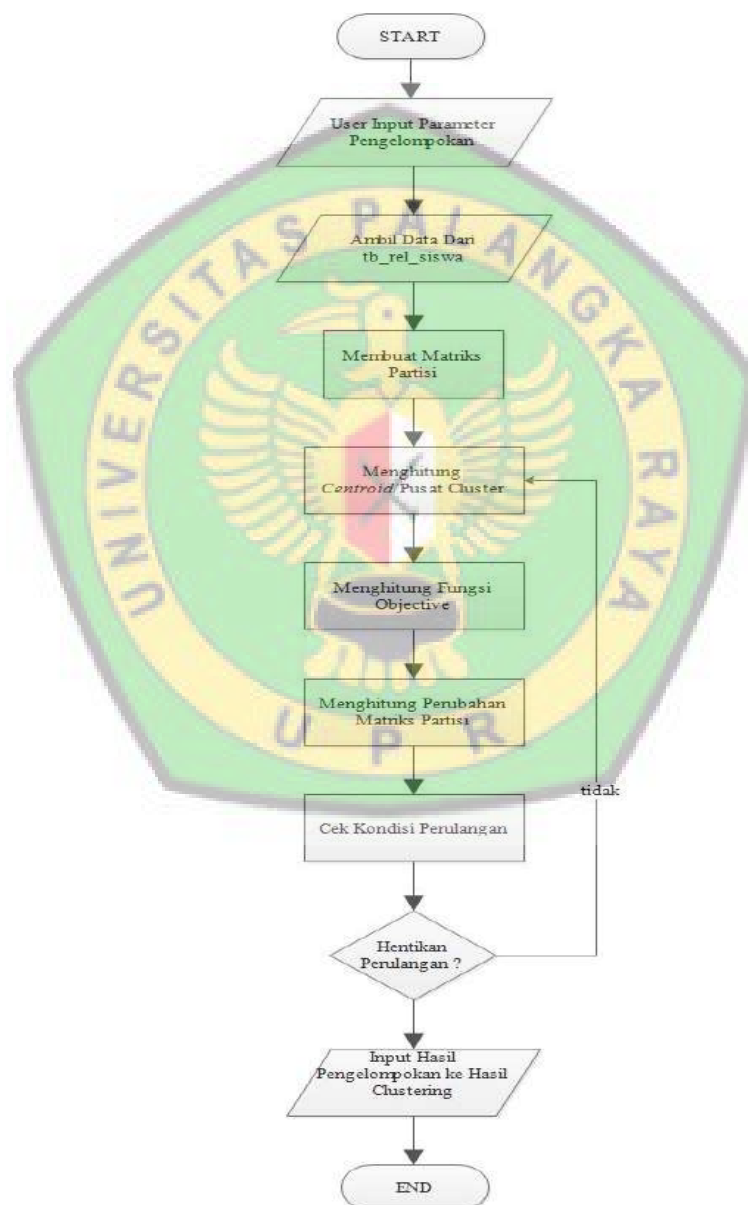 START
User Input Parameter
Pengelompokan
Ambil Data Dari
tb_rel_siswa
Membuat Matriks
Partisi
Menghitung
Centroid/Pusat Cluster
Menghitung Fungsi
Objective
Menghitung Perubahan
Matriks Partisi
Cek Kondisi Perulangan
tidak
Hentikan
Perulangan ?
Input Hasil
Pengelompokan ke Hasil
Clustering
END
UNIVERSITAS PALANGKA RAYA
UPR